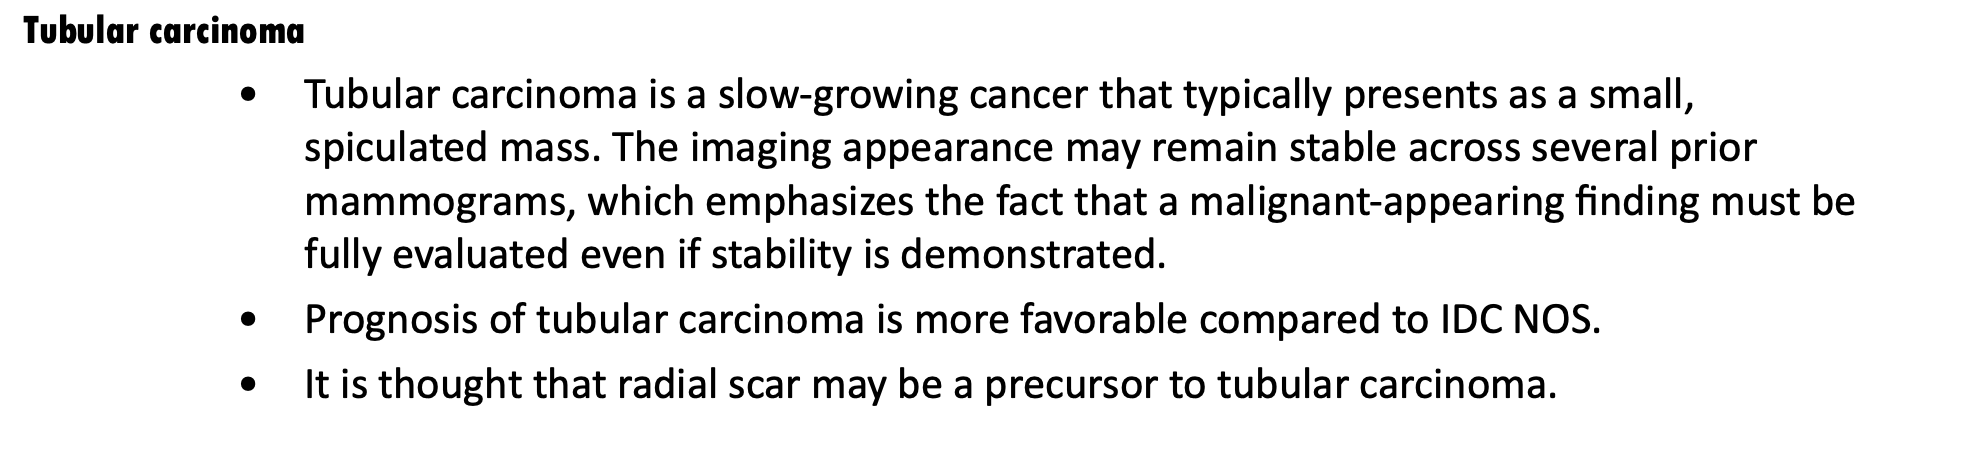 Tubular carcinoma
• Tubular carcinoma is a slow-growing cancer that typically presents as a small,
spiculated mass. The imaging appearance may remain stable across several prior
mammograms, which emphasizes the fact that a malignant-appearing finding must be
fully evaluated even if stability is demonstrated.
• Prognosis of tubular carcinoma is more favorable compared to IDC NOS.
• It is thought that radial scar may be a precursor to tubular carcinoma.